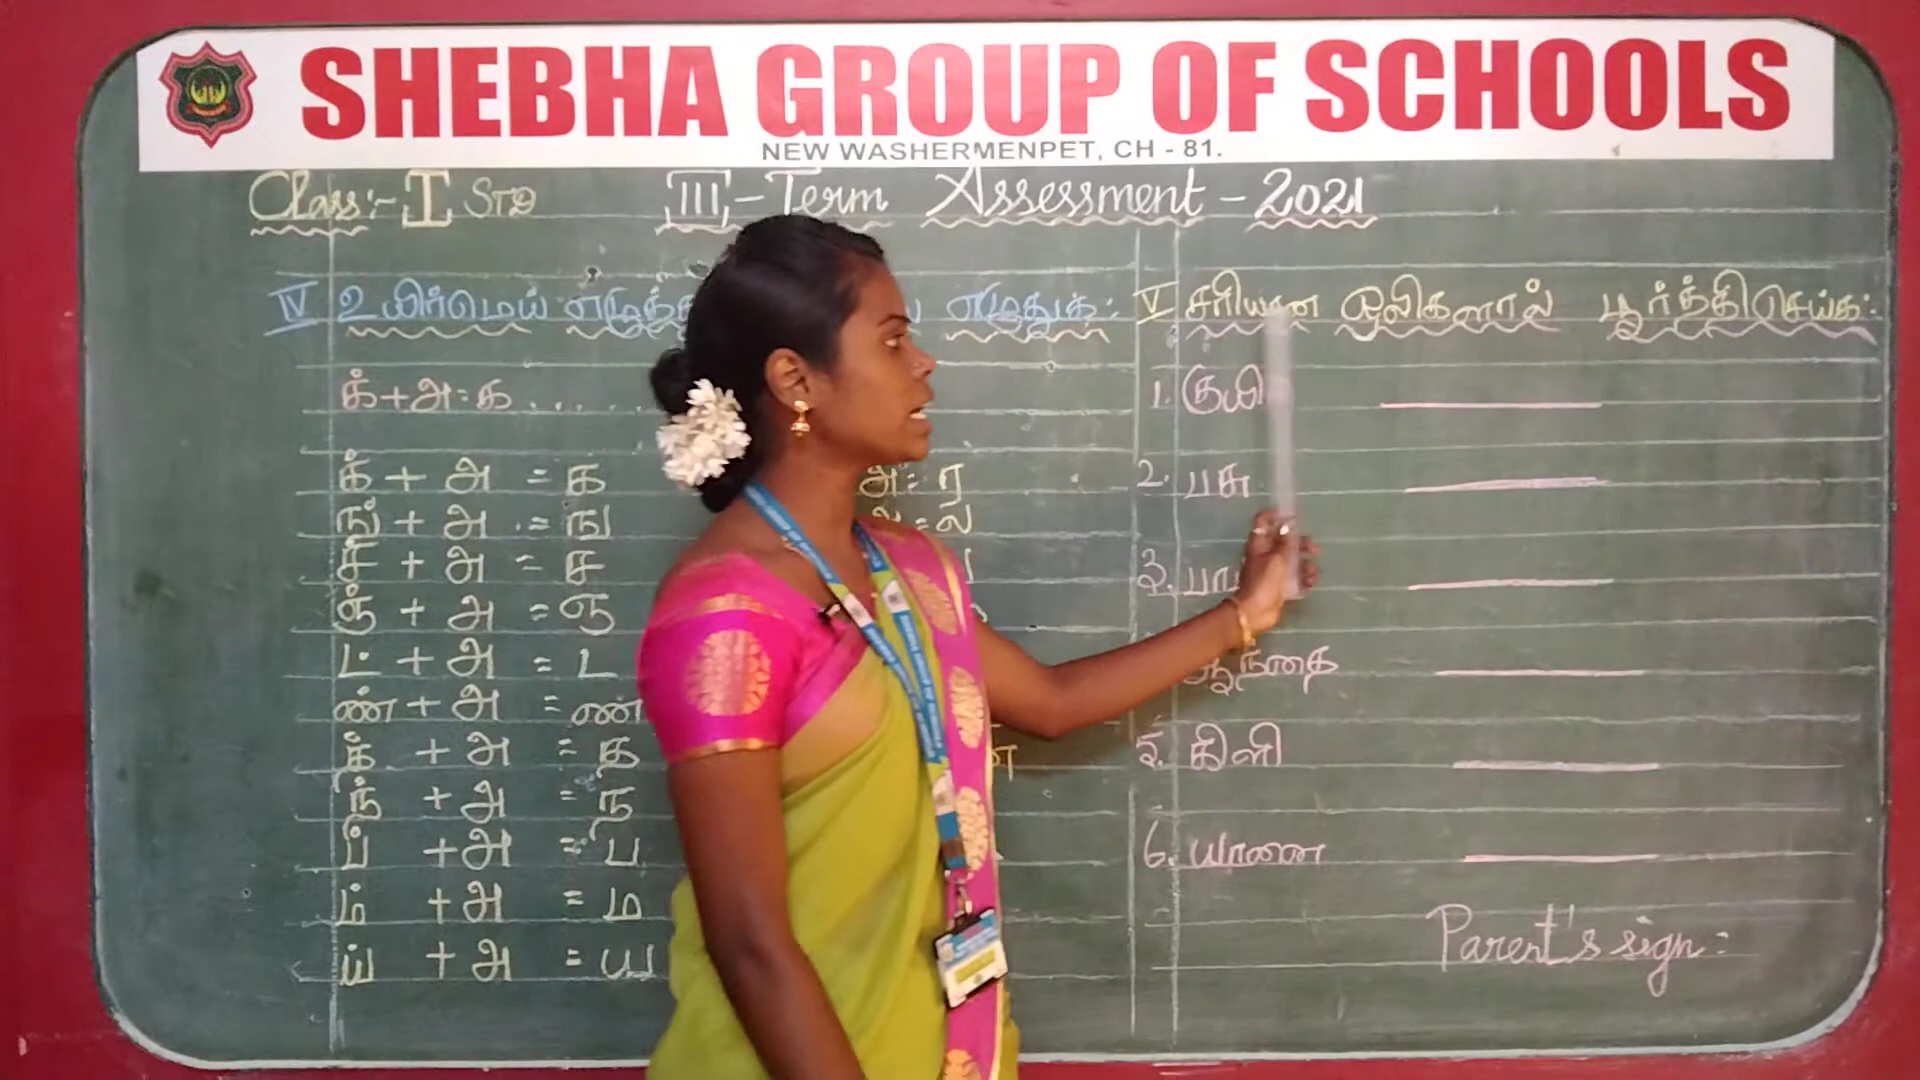 SHEBHA GROUP OF SCHOOLS
NEW WASHERMENPET, CH - 81.
Class:- I STD III - Term Assessment - 2021
IV உயிர்மெய் எழுதுக:
க்+அ=க . . . . .
க் + அ = க
ங் + அ = ங
ச் + அ = ச
ஞ் + அ = ஞ
ட் + அ = ட
ண் + அ = ண
த் + அ = த
ந் + அ = ந
ப் + அ = ப
ம் + அ = ம
ய் + அ = ய
அ = ர
= ல
V சரியான ஒலிகளால் பூர்த்தி செய்க:
1.
2. பசு
3.
5. கிளி
6. யானை
Parent's sign: